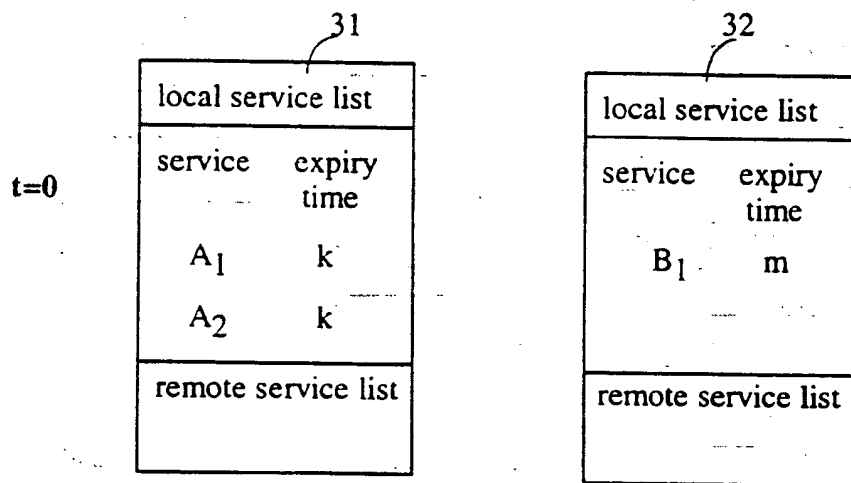 31
local service list
t=0
service expiry
time
A1 k
A2 k
remote service list
32
local service list
service expiry
time
B1 m
remote service list